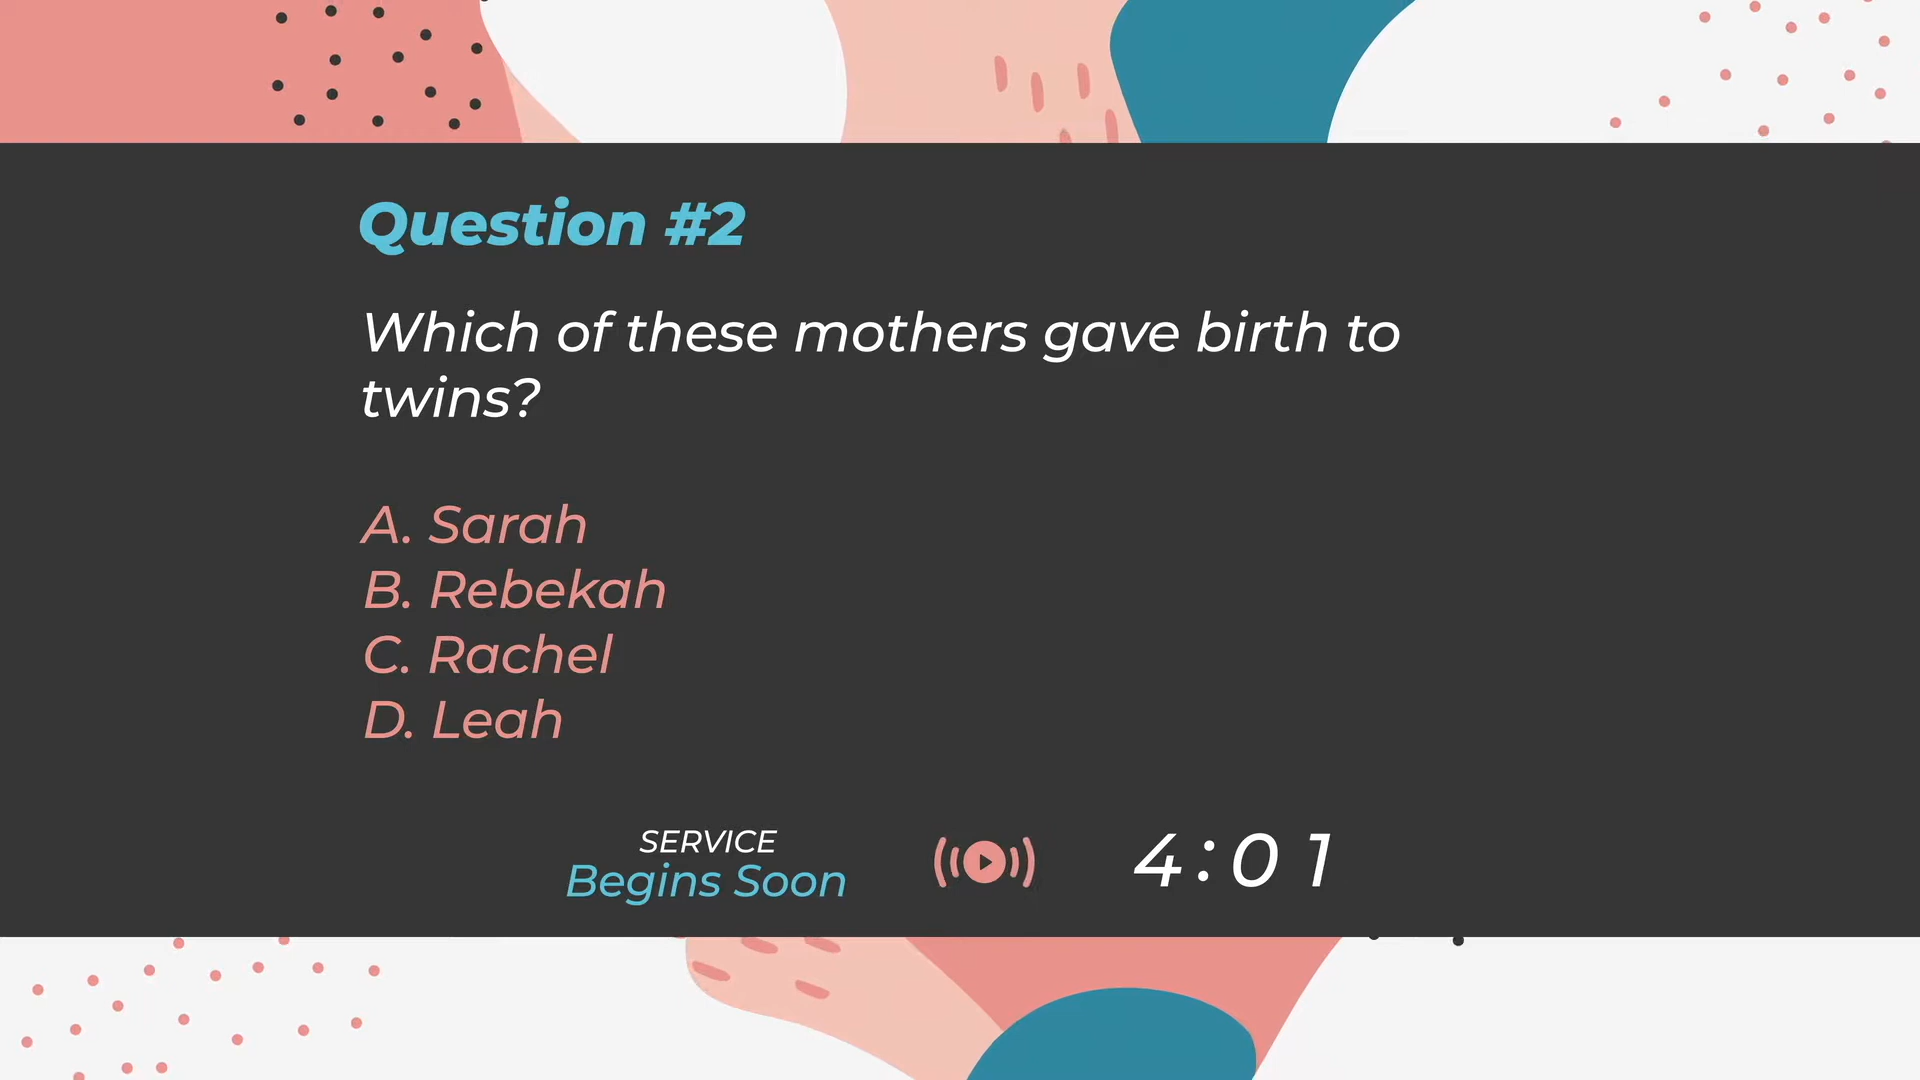 Question #2
Which of these mothers gave birth to
twins?
A. Sarah
B. Rebekah
C. Rachel
D. Leah
SERVICE
Begins Soon
4:01